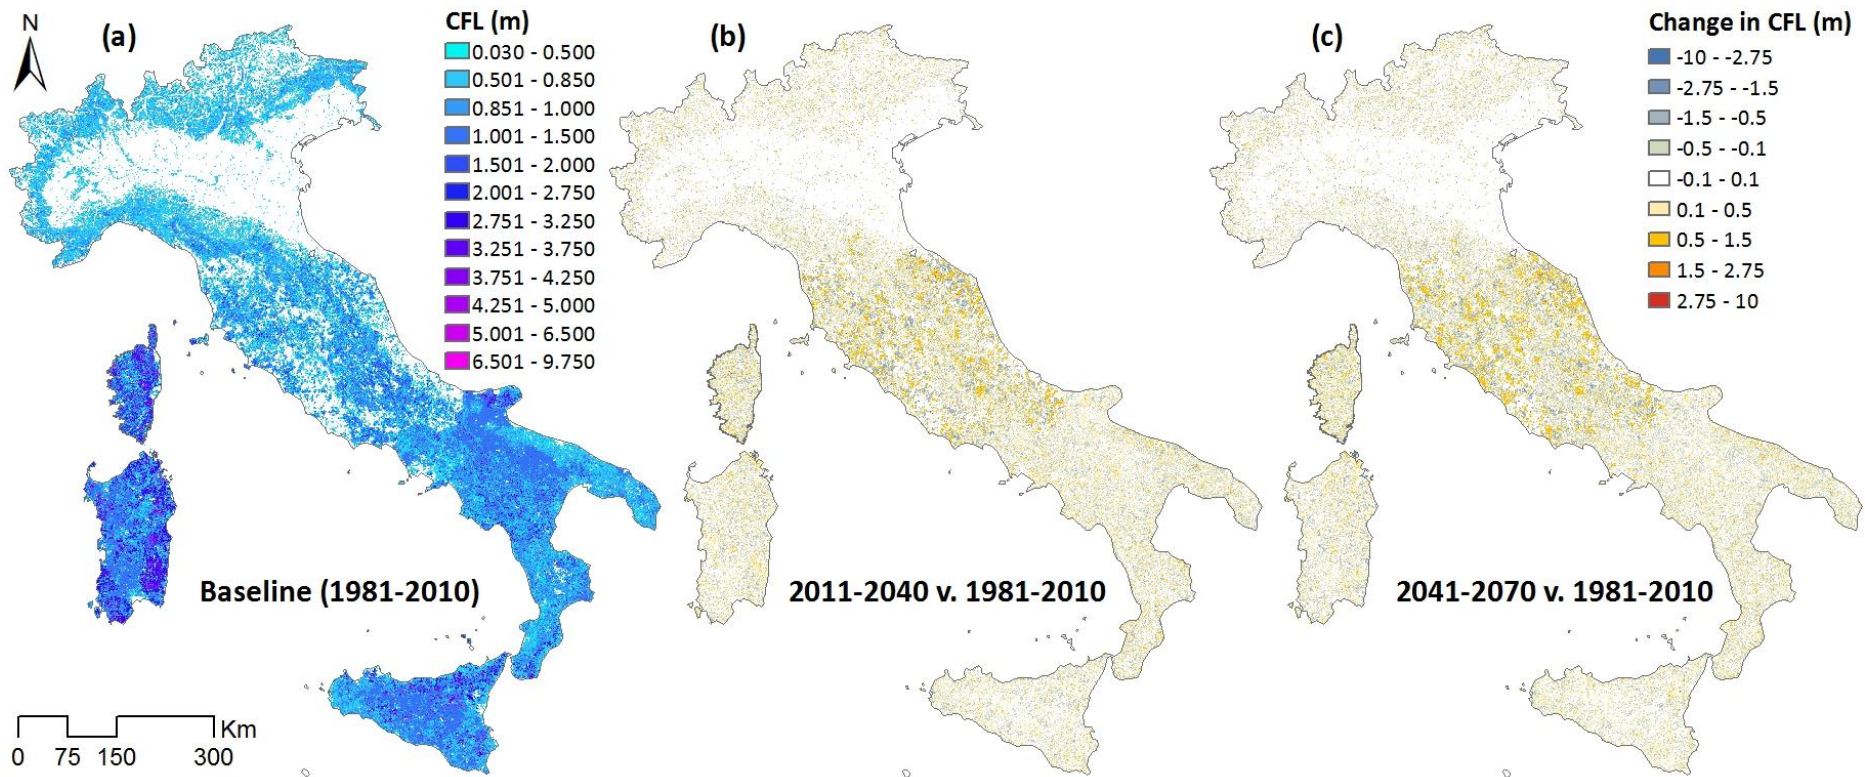 N
(a)
CFL (m)
0.030 - 0.500
0.501 - 0.850
0.851 - 1.000
1.001 - 1.500
1.501 - 2.000
2.001 - 2.750
2.751 - 3.250
3.251 - 3.750
3.751 - 4.250
4.251 - 5.000
5.001 - 6.500
6.501 - 9.750
Baseline (1981-2010)
Km
0 75 150 300
(b)
2011-2040 v. 1981-2010
(c)
Change in CFL (m)
-10 - -2.75
-2.75 - -1.5
-1.5 - -0.5
-0.5 - -0.1
-0.1 - 0.1
0.1 - 0.5
0.5 - 1.5
1.5 - 2.75
2.75 - 10
2041-2070 v. 1981-2010